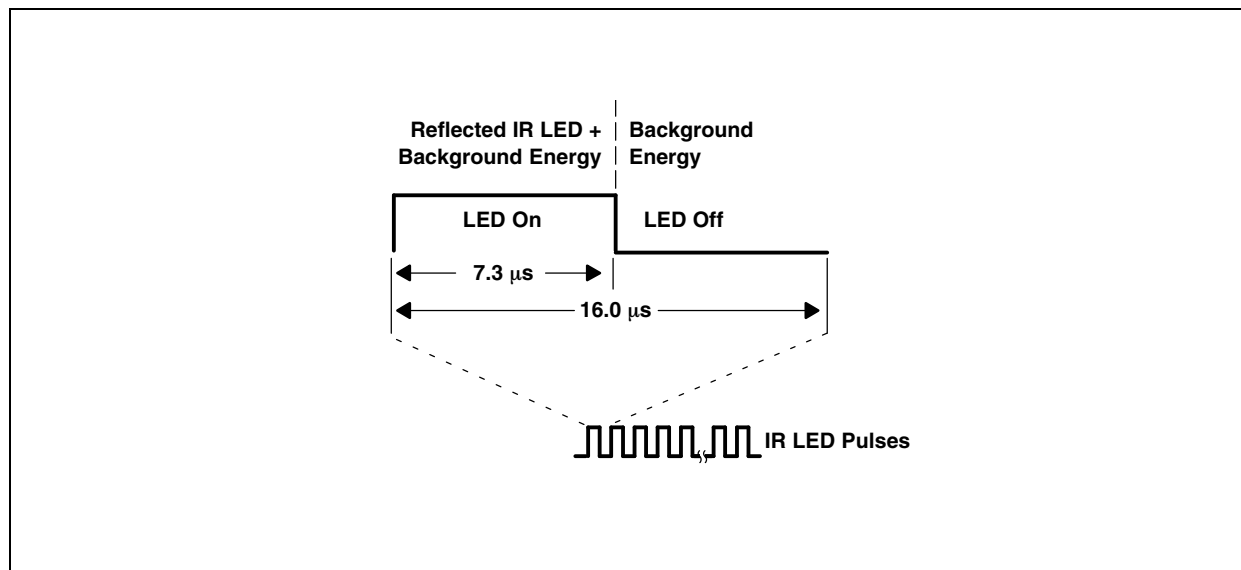 Reflected IR LED +
Background Energy
Background
Energy
LED On
LED Off
7.3 μs
16.0 μs
IR LED Pulses